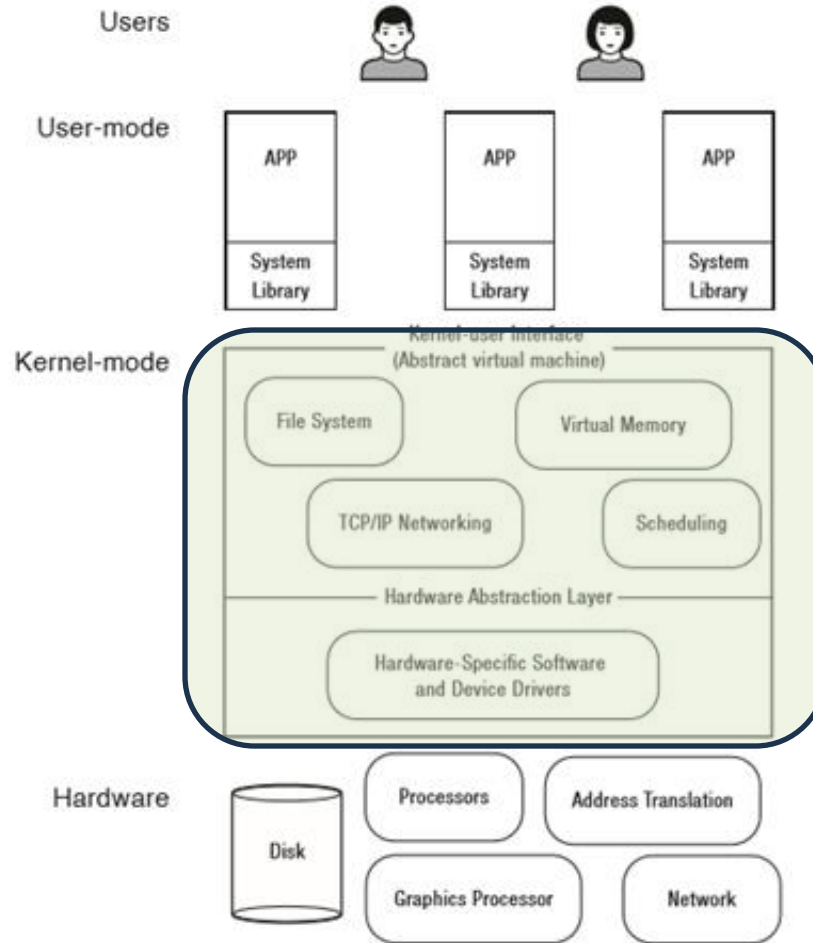 Users
User-mode
APP
APP
APP
System
Library
System
Library
System
Library
Kernel-mode
Kernel-user Interface
(Abstract virtual machine)
File System
Virtual Memory
TCP/IP Networking
Scheduling
Hardware Abstraction Layer
Hardware-Specific Software
and Device Drivers
Hardware
Disk
Processors
Address Translation
Graphics Processor
Network